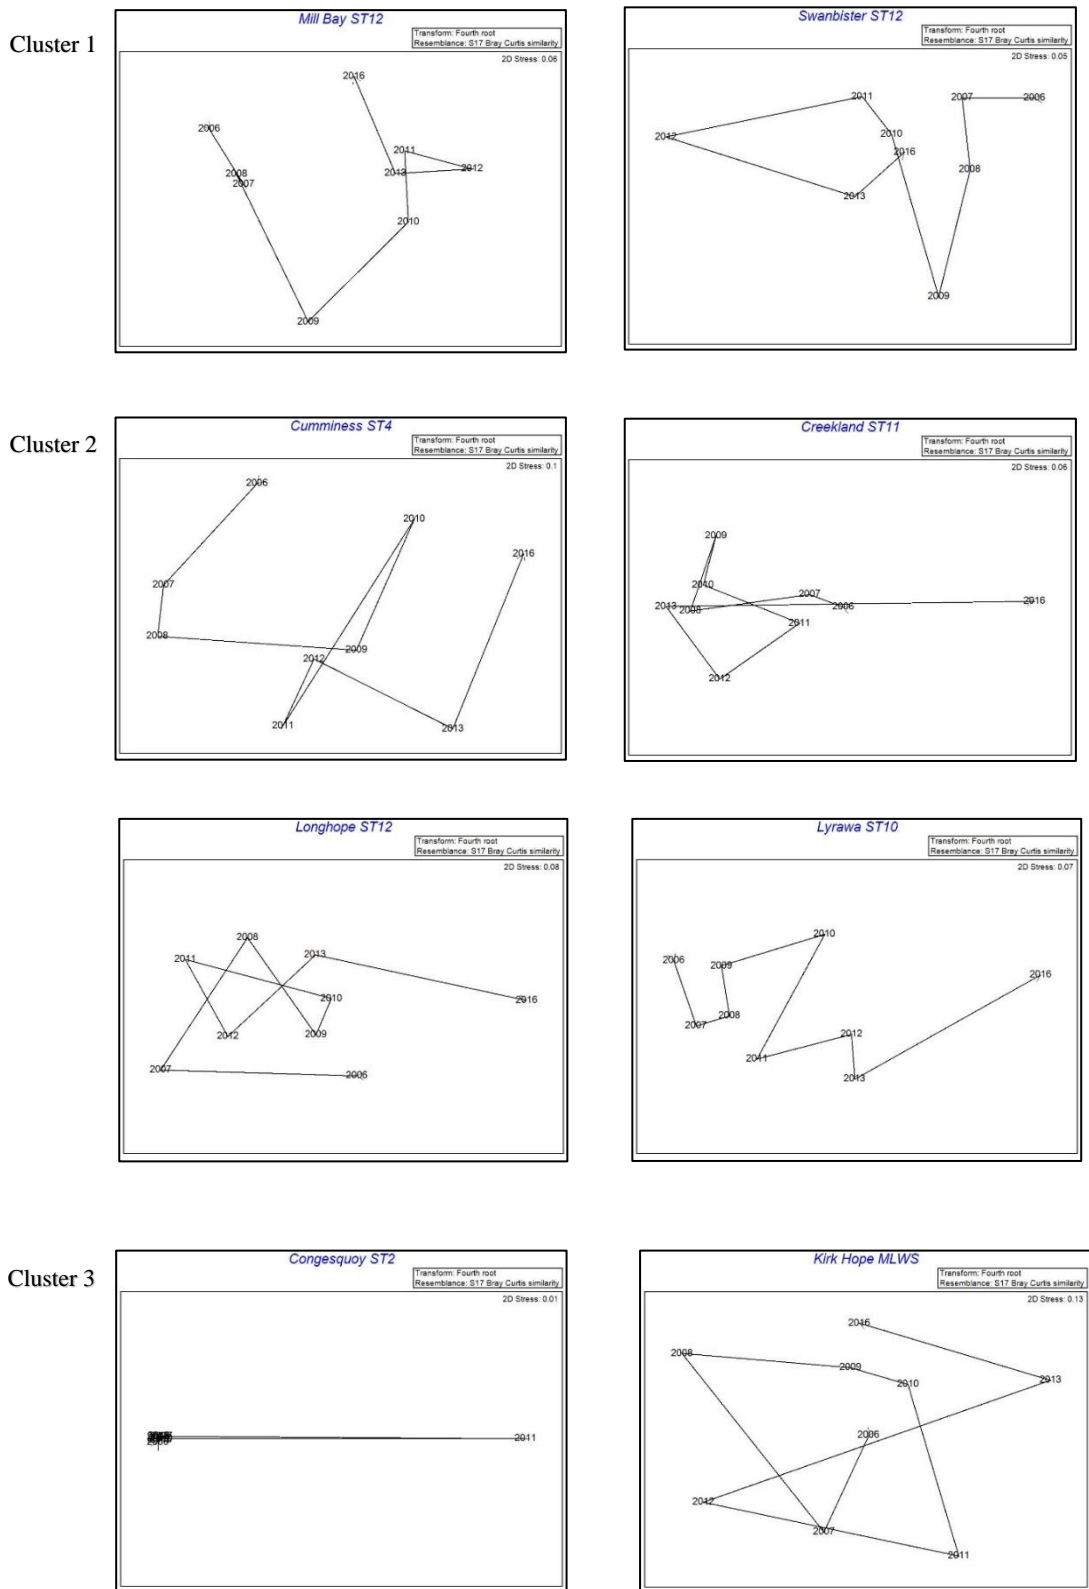 Cluster 1
Mill Bay ST12
Transform: Fourth root
Resemblance: S17 Bray Curtis similarity
2D Stress: 0.06
2016
2006
2011
2008
2013
2012
2007
2010
2009
Swanbister ST12
Transform: Fourth root
Resemblance: S17 Bray Curtis similarity
2D Stress: 0.05
2011
2007
2006
2012
2010
2016
2008
2013
2009
Cluster 2
Cumminess ST4
Transform: Fourth root
Resemblance: S17 Bray Curtis similarity
2D Stress: 0.1
2006
2010
2016
2007
2008
2009
2012
2011
2013
Creekland ST11
Transform: Fourth root
Resemblance: S17 Bray Curtis similarity
2D Stress: 0.06
2009
2010
2007
2013
2008
2006
2016
2011
2012
Longhope ST12
Transform: Fourth root
Resemblance: S17 Bray Curtis similarity
2D Stress: 0.08
2008
2011
2013
2010
2016
2012
2009
2007
2006
Lyrawa ST10
Transform: Fourth root
Resemblance: S17 Bray Curtis similarity
2D Stress: 0.07
2010
2006
2009
2016
2008
2007
2012
2011
2013
Cluster 3
Congesquoy ST2
Transform: Fourth root
Resemblance: S17 Bray Curtis similarity
2D Stress: 0.01
2011
Kirk Hope MLWS
Transform: Fourth root
Resemblance: S17 Bray Curtis similarity
2D Stress: 0.13
2016
2008
2009
2010
2013
2006
2012
2007
2011